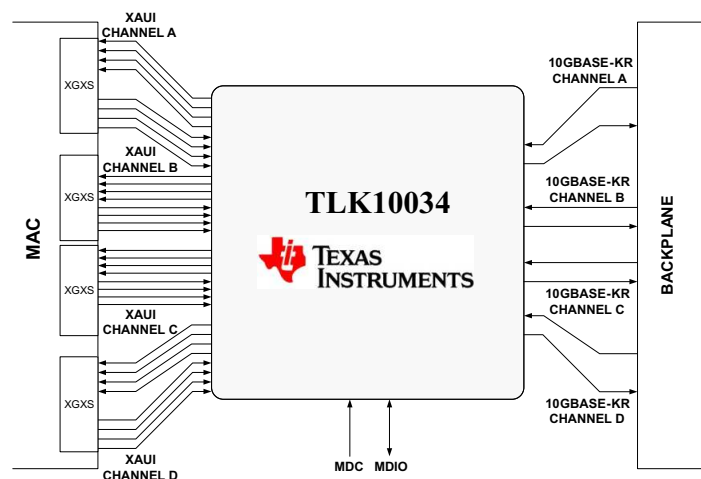 XAUI
CHANNEL A
XGXS
10GBASE-KR
CHANNEL A
XAUI
CHANNEL B
XGXS
10GBASE-KR
CHANNEL B
MAC
TLK10034
TEXAS
INSTRUMENTS
BACKPLANE
XGXS
XAUI
CHANNEL C
10GBASE-KR
CHANNEL C
XGXS
10GBASE-KR
CHANNEL D
XAUI
CHANNEL D
MDC MDIO